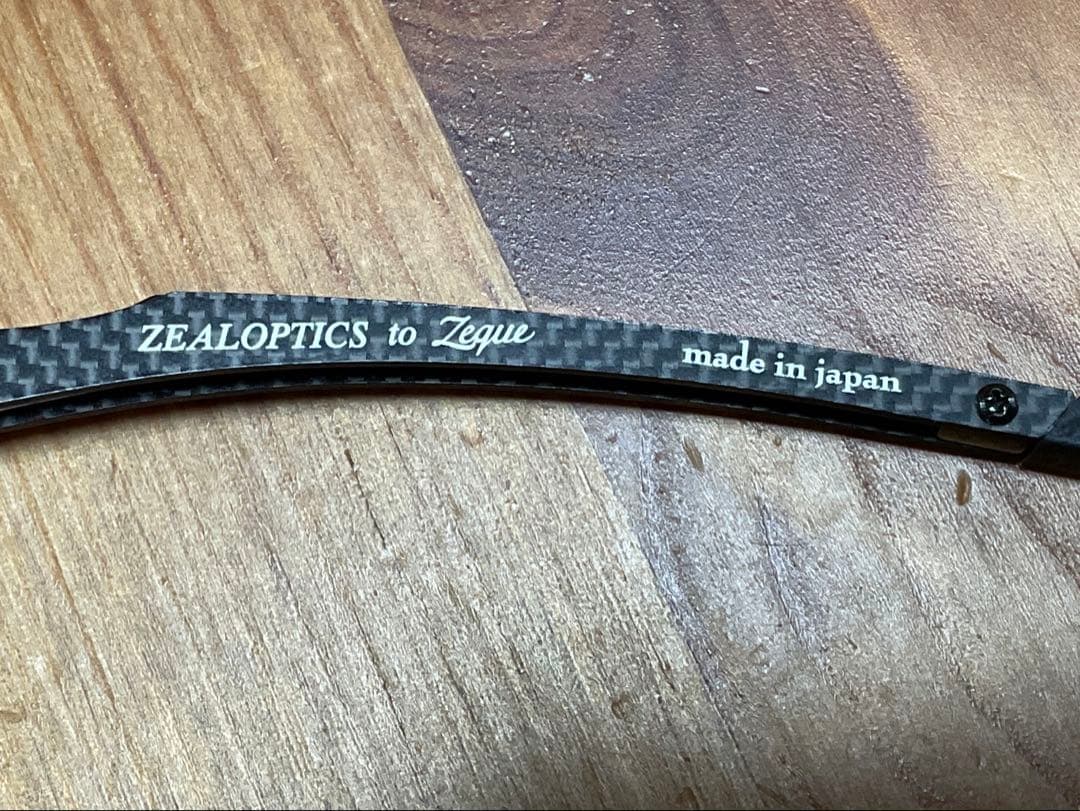 ZEALOPTICS to Zeque
made in japan